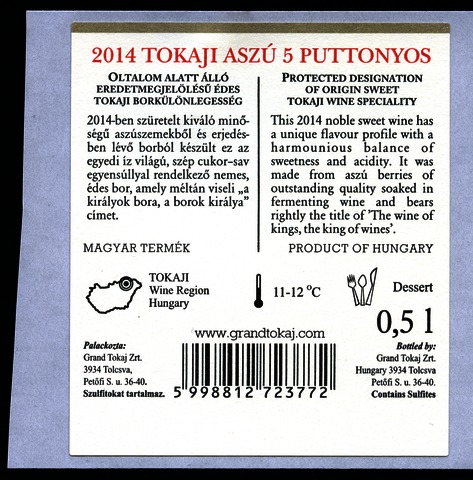 2014 TOKAJI ASZÚ 5 PUTTONYOS
OLTALOM ALATT ÁLLÓ
EREDETMEGJELÖLÉSŰ ÉDES
TOKAJI BORKÜLÖNLEGESSÉG
2014-ben szüretelt kiváló minő-
ségű aszúszemekből és erjedés-
ben lévő borból készült ez az
egyedi íz világú, szép cukor–sav
egyensúllyal rendelkező nemes,
édes bor, amely méltán viseli „a
királyok bora, a borok királya”
címet.
MAGYAR TERMÉK
PROTECTED DESIGNATION
OF ORIGIN SWEET
TOKAJI WINE SPECIALITY
This 2014 noble sweet wine has
a unique flavour profile with a
harmounious balance of
sweetness and acidity. It was
made from aszú berries of
outstanding quality soaked in
fermenting wine and bears
rightly the title of 'The wine of
kings, the king of wines'.
PRODUCT OF HUNGARY
TOKAJI
Wine Region
Hungary
11-12 °C
Dessert
0,5 l
www.grandtokaj.com
Palackozta:
Grand Tokaj Zrt.
3934 Tolcsva,
Petőfi S. u. 36-40.
Szulfitokat tartalmaz.
5 998812 723772
Bottled by:
Grand Tokaj Zrt.
Hungary 3934 Tolcsva
Petőfi S. u. 36-40.
Contains Sulfites